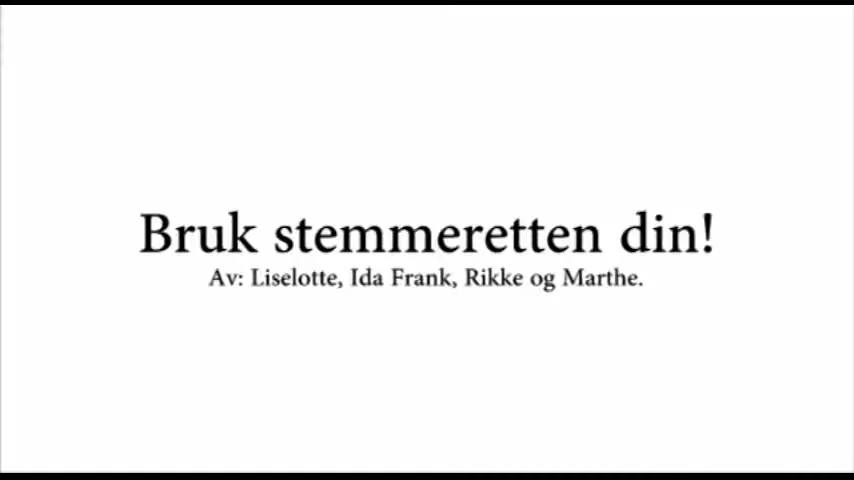 Bruk stemmeretten din!
Av: Liselotte, Ida Frank, Rikke og Marthe.